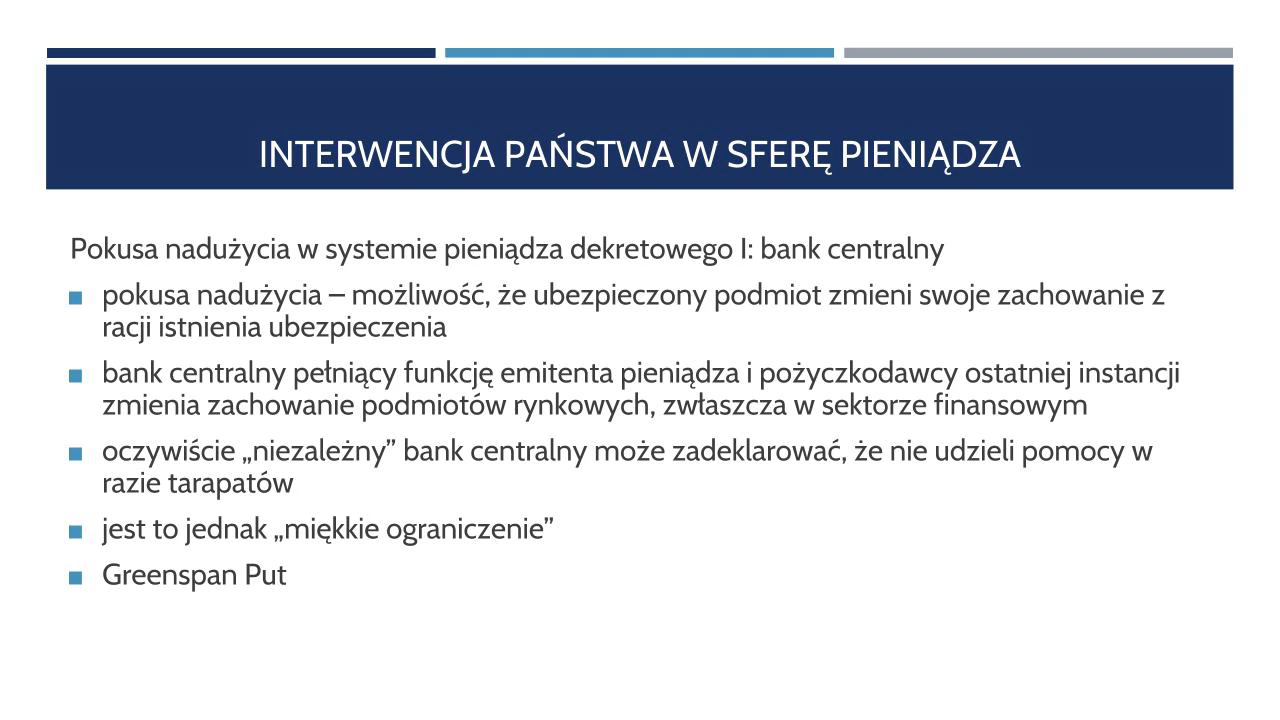 INTERWENCJA PAŃSTWA W SFERĘ PIENIĄDZA
Pokusa nadużycia w systemie pieniądza dekretowego I: bank centralny
pokusa nadużycia – możliwość, że ubezpieczony podmiot zmieni swoje zachowanie z
racji istnienia ubezpieczenia
bank centralny pełniący funkcję emitenta pieniądza i pożyczkodawcy ostatniej instancji
zmienia zachowanie podmiotów rynkowych, zwłaszcza w sektorze finansowym
oczywiście „niezależny” bank centralny może zadeklarować, że nie udzieli pomocy w
razie tarapatów
jest to jednak „miękkie ograniczenie”
Greenspan Put